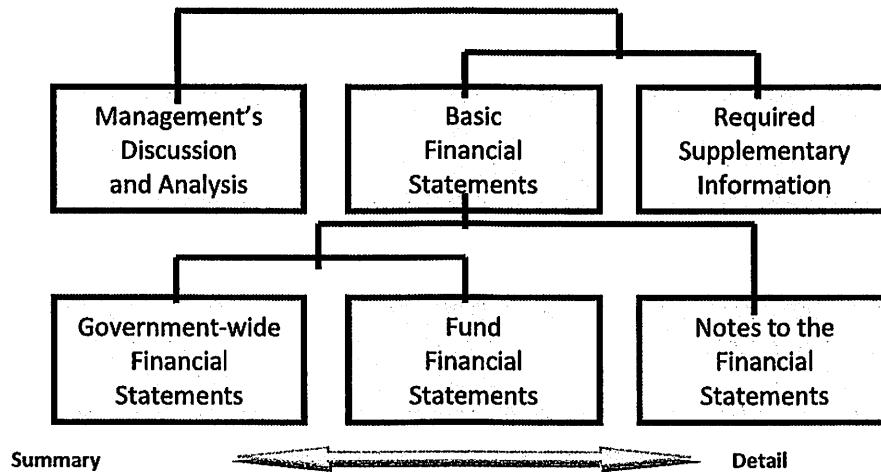 Management's
Discussion
and Analysis
Basic
Financial
Statements
Required
Supplementary
Information
Government-wide
Financial
Statements
Fund
Financial
Statements
Notes to the
Financial
Statements
Summary
Detail